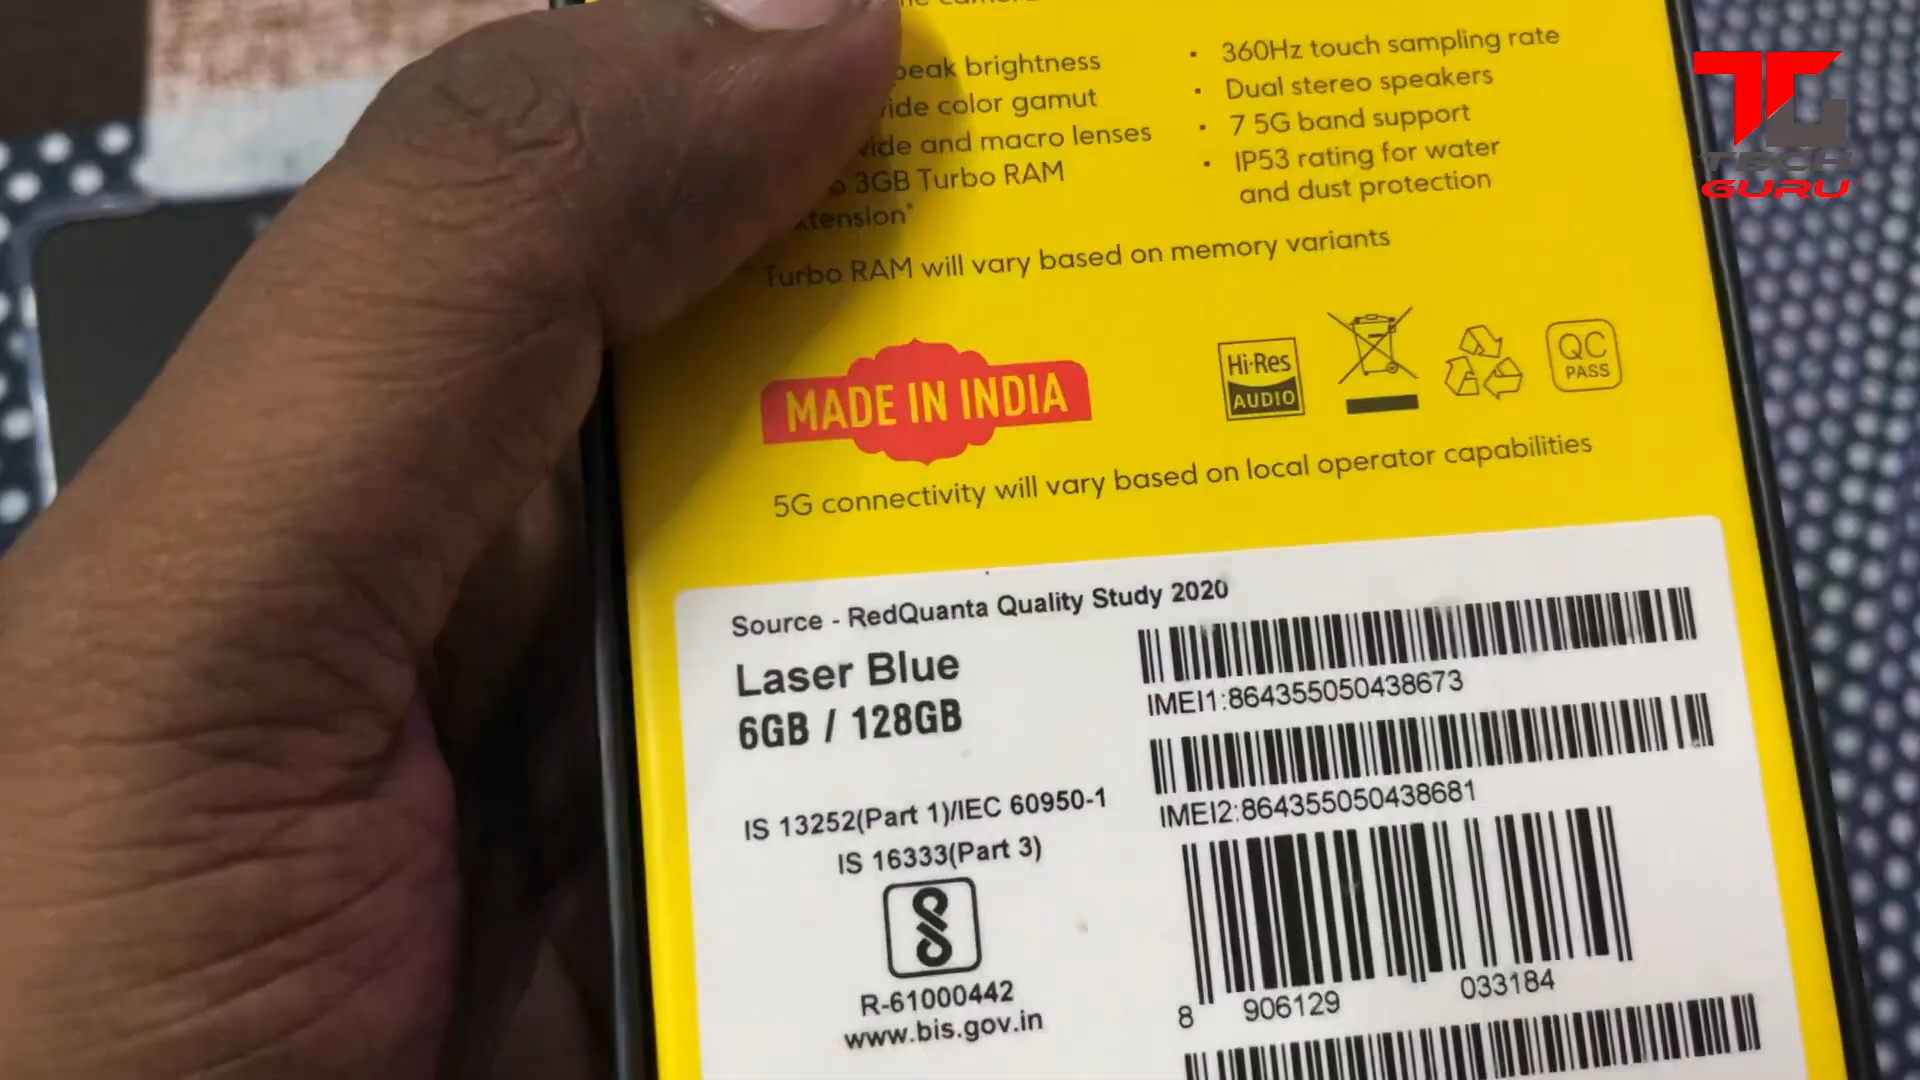 peak brightness
wide color gamut
wide and macro lenses
3GB Turbo RAM
extension*
360Hz touch sampling rate
Dual stereo speakers
7 5G band support
IP53 rating for water
and dust protection
Turbo RAM will vary based on memory variants
MADE IN INDIA
Hi-Res
AUDIO
QC
PASS
5G connectivity will vary based on local operator capabilities
Source - RedQuanta Quality Study 2020
Laser Blue
6GB / 128GB
IMEI1:864355050438673
IMEI2:864355050438681
IS 13252(Part 1)/IEC 60950-1
IS 16333(Part 3)
R-61000442
www.bis.gov.in
8 906129 033184
TG
TECH
GURU